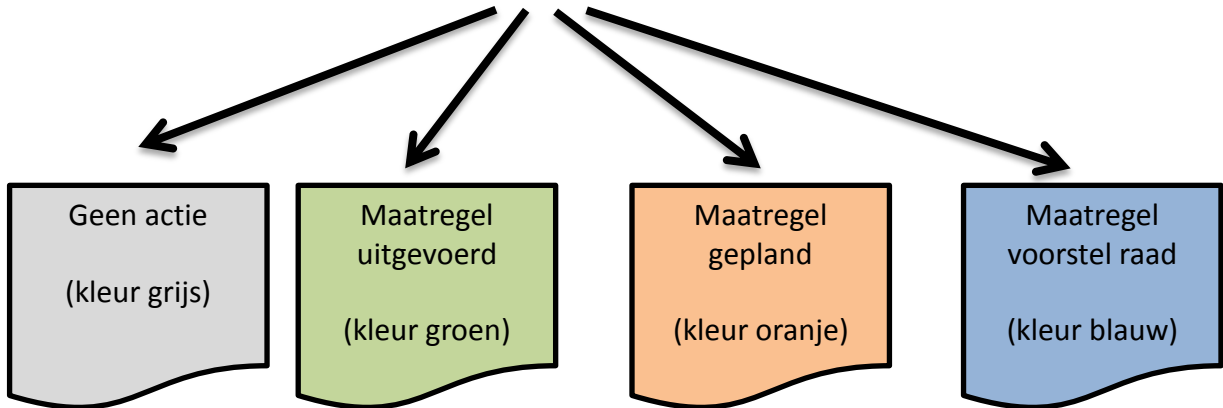 Geen actie
(kleur grijs)
Maatregel
uitgevoerd
(kleur groen)
Maatregel
gepland
(kleur oranje)
Maatregel
voorstel raad
(kleur blauw)